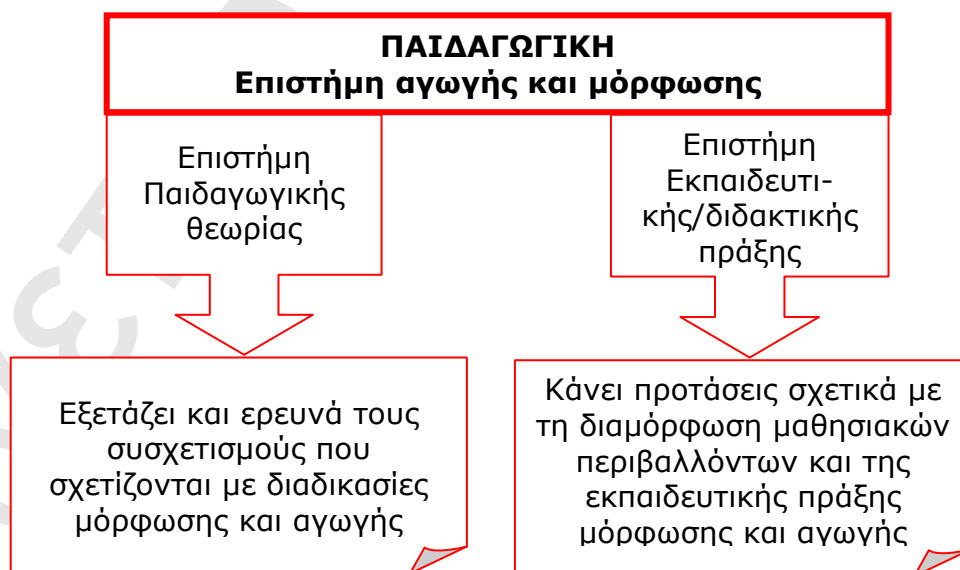 ΠΑΙΔΑΓΩΓΙΚΗ
Επιστήμη αγωγής και μόρφωσης
Επιστήμη
Παιδαγωγικής
θεωρίας
Επιστήμη
Εκπαιδευτι-
κής/διδακτικής
πράξης
Εξετάζει και ερευνά τους
συσχετισμούς που
σχετίζονται με διαδικασίες
μόρφωσης και αγωγής
Κάνει προτάσεις σχετικά με
τη διαμόρφωση μαθησιακών
περιβαλλόντων και της
εκπαιδευτικής πράξης
μόρφωσης και αγωγής